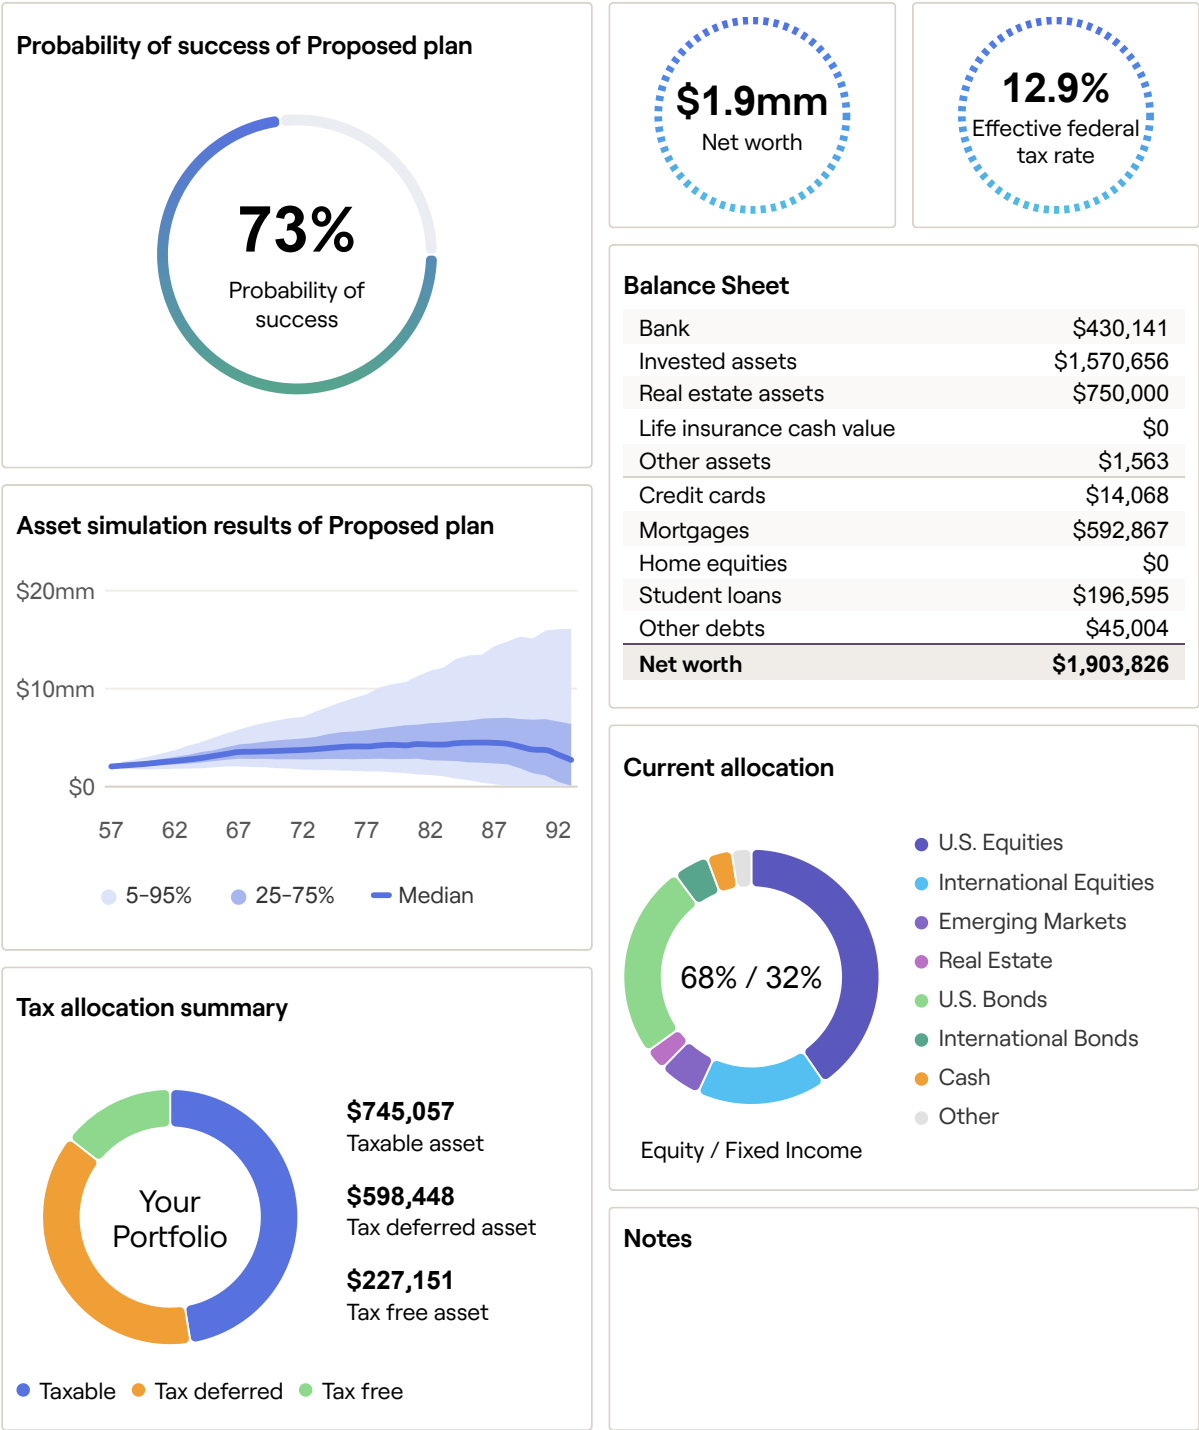 Probability of success of Proposed plan
73%
Probability of
success
$1.9mm
Net worth
12.9%
Effective federal
tax rate
Balance Sheet
Bank $430,141
Invested assets $1,570,656
Real estate assets $750,000
Life insurance cash value $0
Other assets $1,563
Credit cards $14,068
Mortgages $592,867
Home equities $0
Student loans $196,595
Other debts $45,004
Net worth $1,903,826
Asset simulation results of Proposed plan
$20mm
$10mm
$0
57 62 67 72 77 82 87 92
5-95% 25-75% Median
Current allocation
68% / 32%
Equity / Fixed Income
U.S. Equities
International Equities
Emerging Markets
Real Estate
U.S. Bonds
International Bonds
Cash
Other
Tax allocation summary
Your
Portfolio
$745,057
Taxable asset
$598,448
Tax deferred asset
$227,151
Tax free asset
Taxable Tax deferred Tax free
Notes